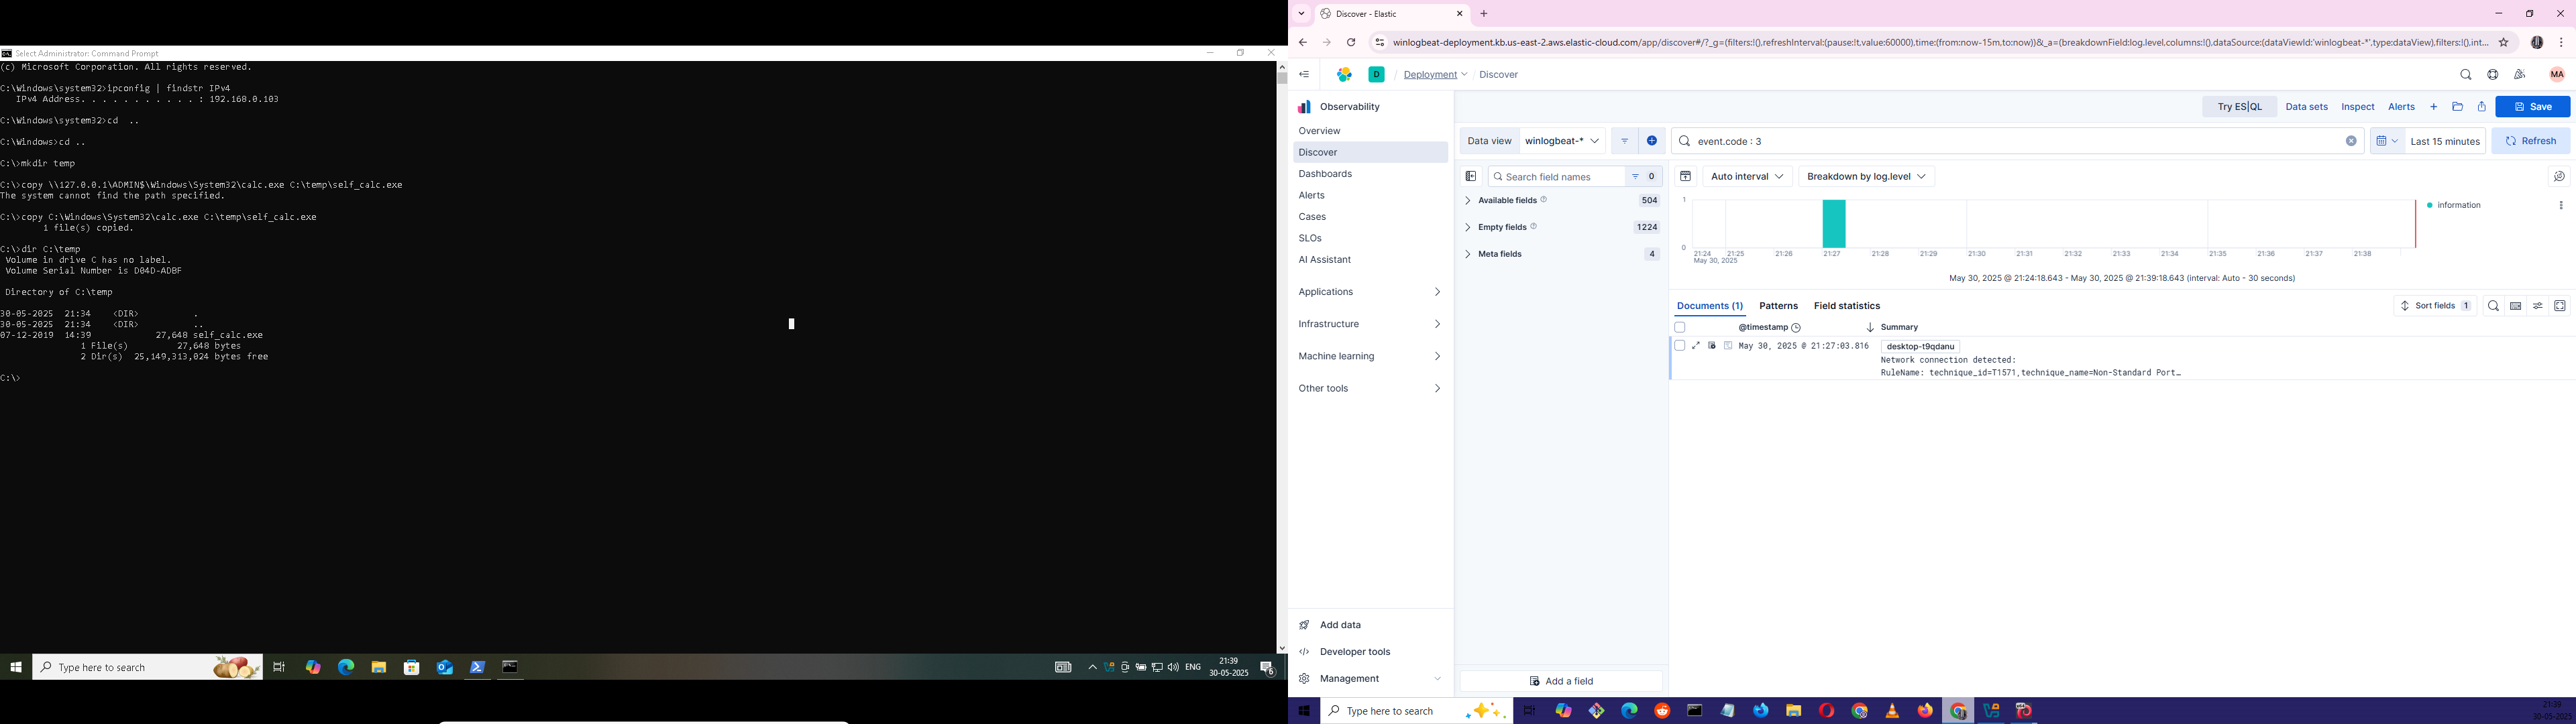 Select Administrator: Command Prompt
(c) Microsoft Corporation. All rights reserved.
C:\Windows\system32>ipconfig | findstr IPv4
IPv4 Address. . . . . . . . . . . : 192.168.0.103
C:\Windows\system32>cd  ..
C:\Windows>cd ..
C:\>mkdir temp
C:\>copy \\127.0.0.1\ADMIN$\Windows\System32\calc.exe C:\temp\self_calc.exe
The system cannot find the path specified.
C:\>copy C:\Windows\System32\calc.exe C:\temp\self_calc.exe
1 file(s) copied.
C:\>dir C:\temp
Volume in drive C has no label.
Volume Serial Number is D04D-ADBF
Directory of C:\temp
30-05-2025  21:34    <DIR>          .
30-05-2025  21:34    <DIR>          ..
07-12-2019  14:39            27,648 self_calc.exe
1 File(s)         27,648 bytes
2 Dir(s)  25,149,313,024 bytes free
C:\>
Type here to search
ENG
21:39
30-05-2025
6
Discover - Elastic
winlogbeat-deployment.kb.us-east-2.aws.elastic-cloud.com/app/discover#/?_g=(filters:!(),refreshInterval:(pause:!t,value:60000),time:(from:now-15m,to:now))&_a=(breakdownField:log.level,columns:!(),dataSource:(dataViewId:'winlogbeat-*',type:dataView),filters:!(),int...
D
/
Deployment
/
Discover
MA
Observability
Overview
Discover
Dashboards
Alerts
Cases
SLOs
AI Assistant
Applications
Infrastructure
Machine learning
Other tools
Add data
Developer tools
Management
Try ES|QL
Data sets
Inspect
Alerts
Save
Data view
winlogbeat-*
event.code : 3
Last 15 minutes
Refresh
Search field names
0
Available fields
504
Empty fields
1224
Meta fields
4
Add a field
Auto interval
Breakdown by log.level
1
0
information
21:24 21:25 21:26 21:27 21:28 21:29 21:30 21:31 21:32 21:33 21:34 21:35 21:36 21:37 21:38
May 30, 2025
May 30, 2025 @ 21:24:18.643 - May 30, 2025 @ 21:39:18.643 (interval: Auto - 30 seconds)
Documents (1)
Patterns
Field statistics
Sort fields 1
@timestamp
Summary
May 30, 2025 @ 21:27:03.816
desktop-t9qdanu
Network connection detected:
RuleName: technique_id=T1571,technique_name=Non-Standard Port…
Type here to search
21:39